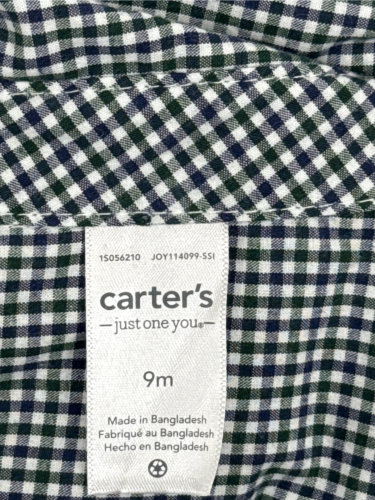 1S056210 JOY114099-SSI
carter's
just one you®
9m
Made in Bangladesh
Fabriqué au Bangladesh
Hecho en Bangladesh